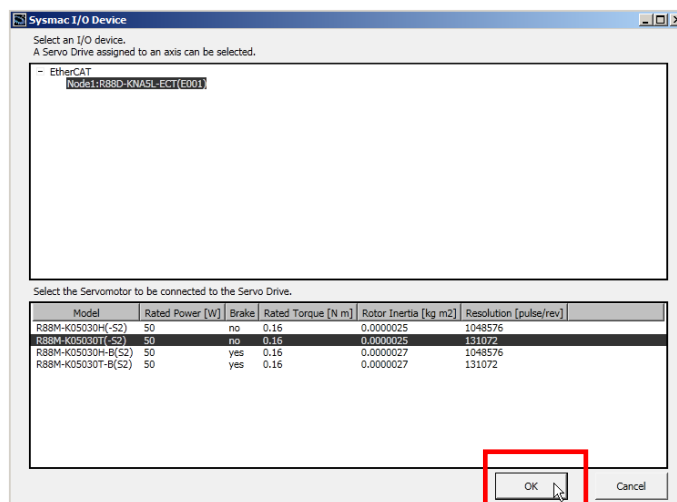 Sysmac I/O Device
Select an I/O device.
A Servo Drive assigned to an axis can be selected.
− EtherCAT
Node1:R88D-KNA5L-ECT(E001)
Select the Servomotor to be connected to the Servo Drive.
Model Rated Power [W] Brake Rated Torque [N m] Rotor Inertia [kg m2] Resolution [pulse/rev]
R88M-K05030H(-S2) 50 no 0.16 0.0000025 1048576
R88M-K05030T(-S2) 50 no 0.16 0.0000025 131072
R88M-K05030H-B(S2) 50 yes 0.16 0.0000027 1048576
R88M-K05030T-B(S2) 50 yes 0.16 0.0000027 131072
OK Cancel